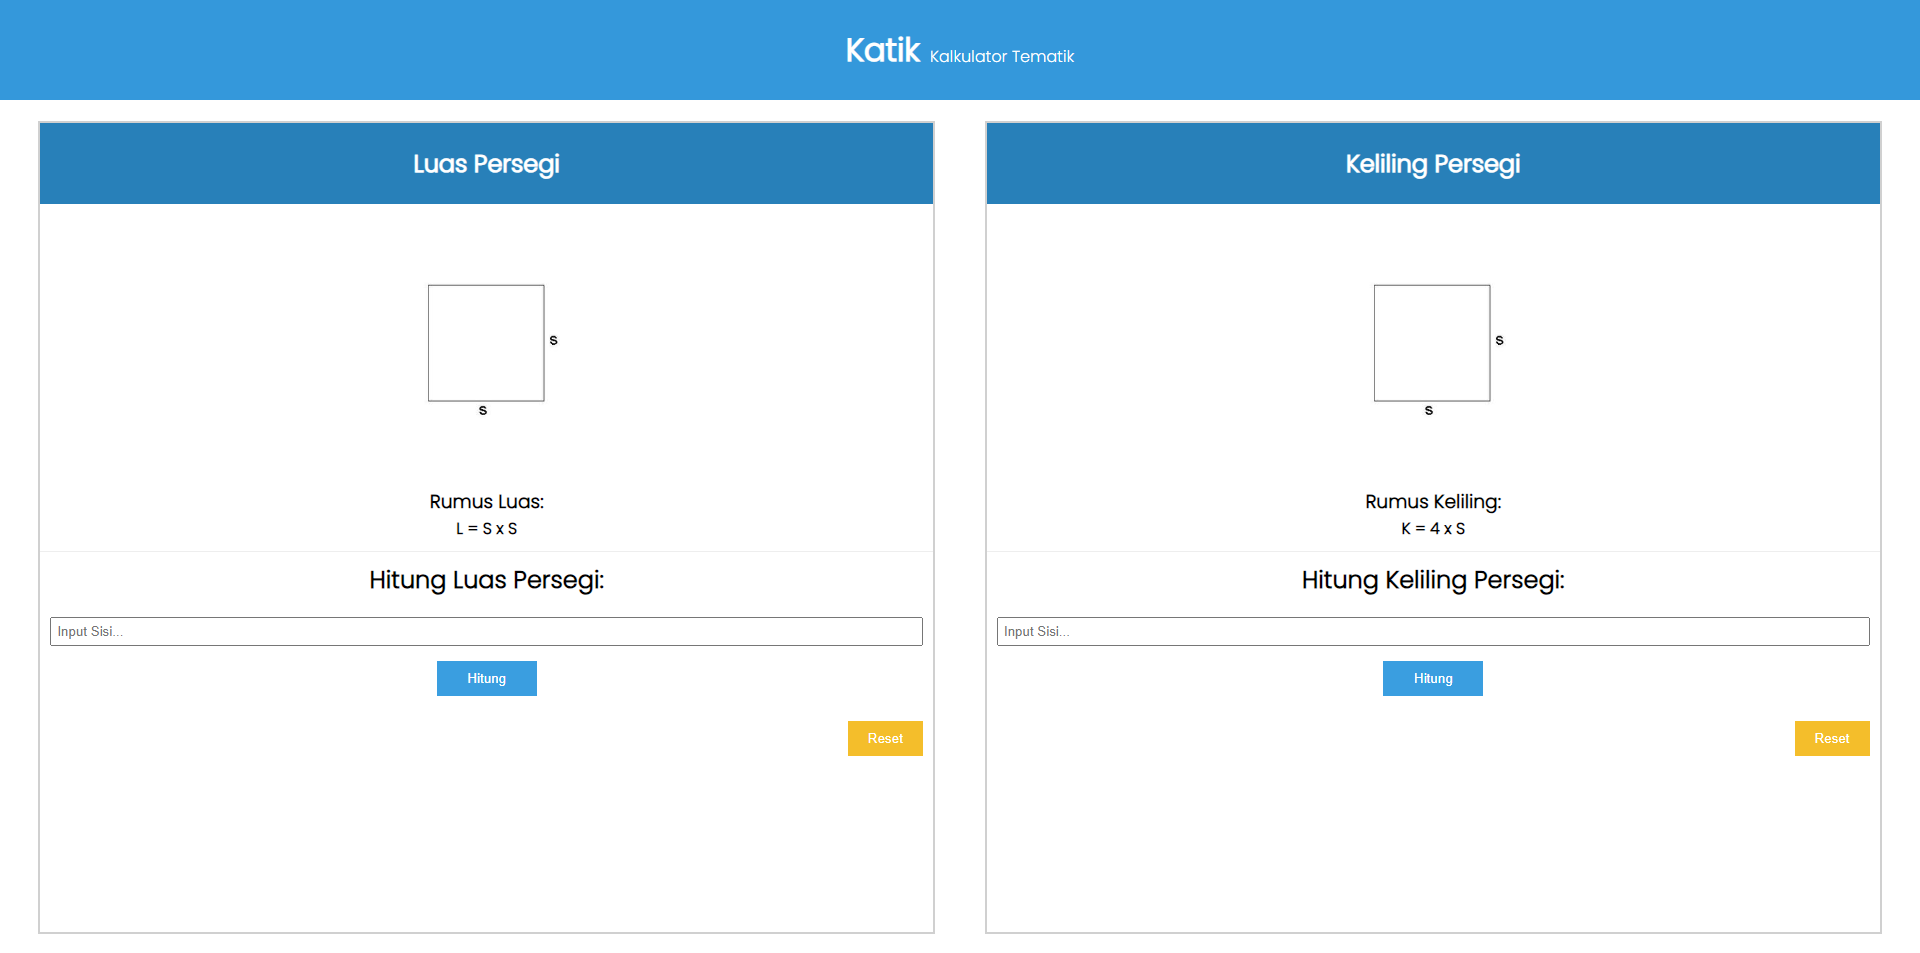 Katik Kalkulator Tematik
Luas Persegi
s
s
Rumus Luas:
L = S x S
Hitung Luas Persegi:
Input Sisi...
Hitung
Reset
Keliling Persegi
s
s
Rumus Keliling:
K = 4 x S
Hitung Keliling Persegi:
Input Sisi...
Hitung
Reset